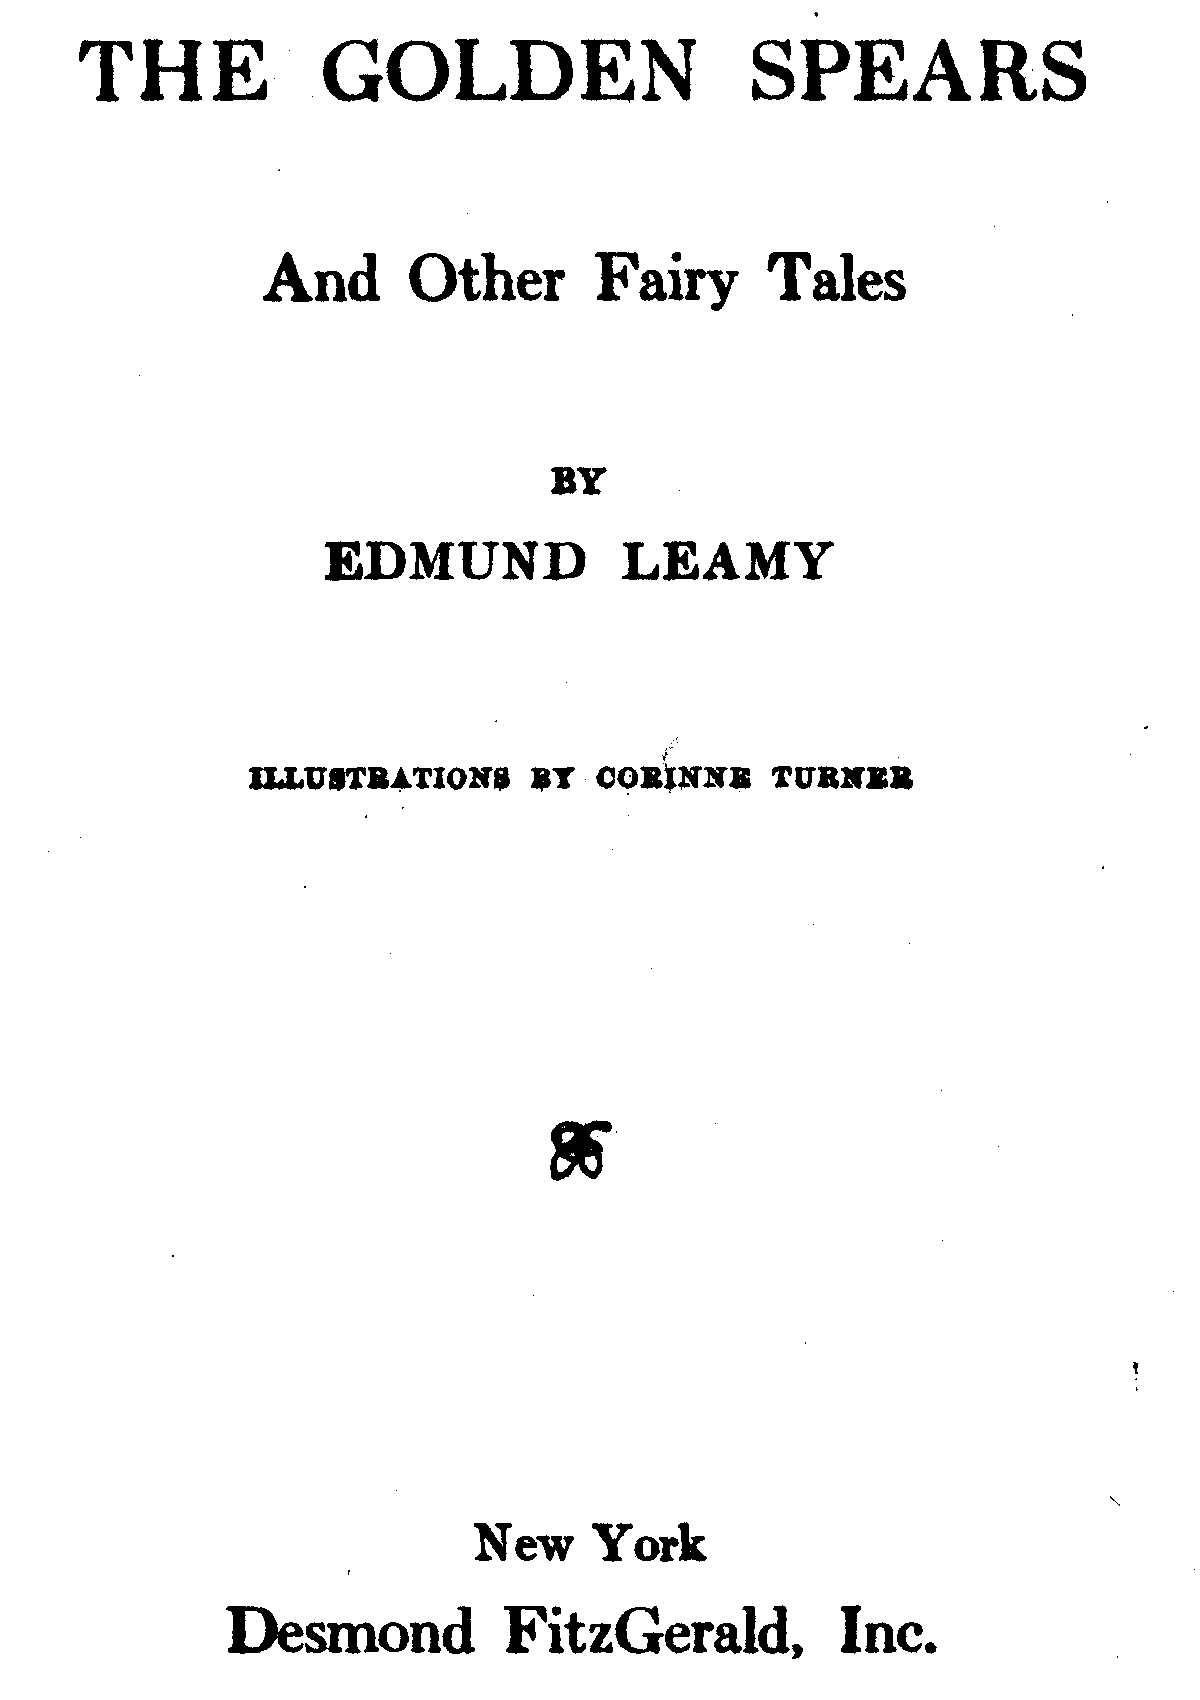 THE GOLDEN SPEARS
And Other Fairy Tales
BY
EDMUND LEAMY
ILLUSTRATIONS BY CORINNE TURNER
New York
Desmond FitzGerald, Inc.